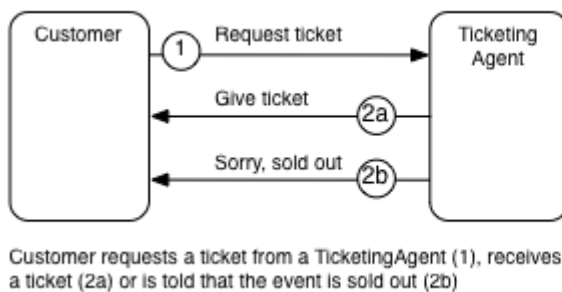 Customer
1
Request ticket
Ticketing
Agent
Give ticket
2a
Sorry, sold out
2b
Customer requests a ticket from a TicketingAgent (1), receives
a ticket (2a) or is told that the event is sold out (2b)